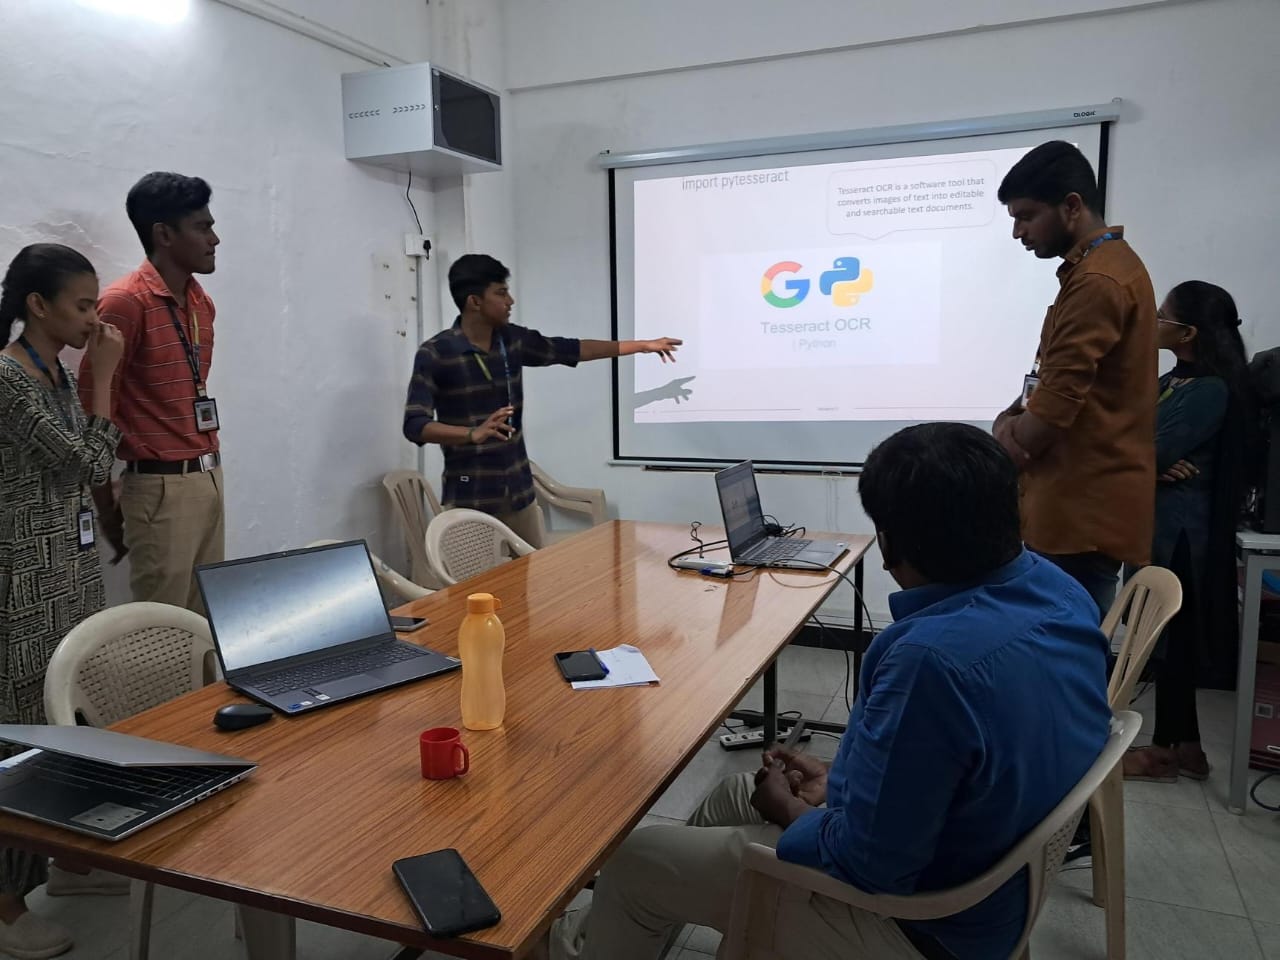 QLOGIC
import pytesseract
Tesseract OCR is a software tool that
converts images of text into editable
and searchable text documents.
Tesseract OCR
| Python